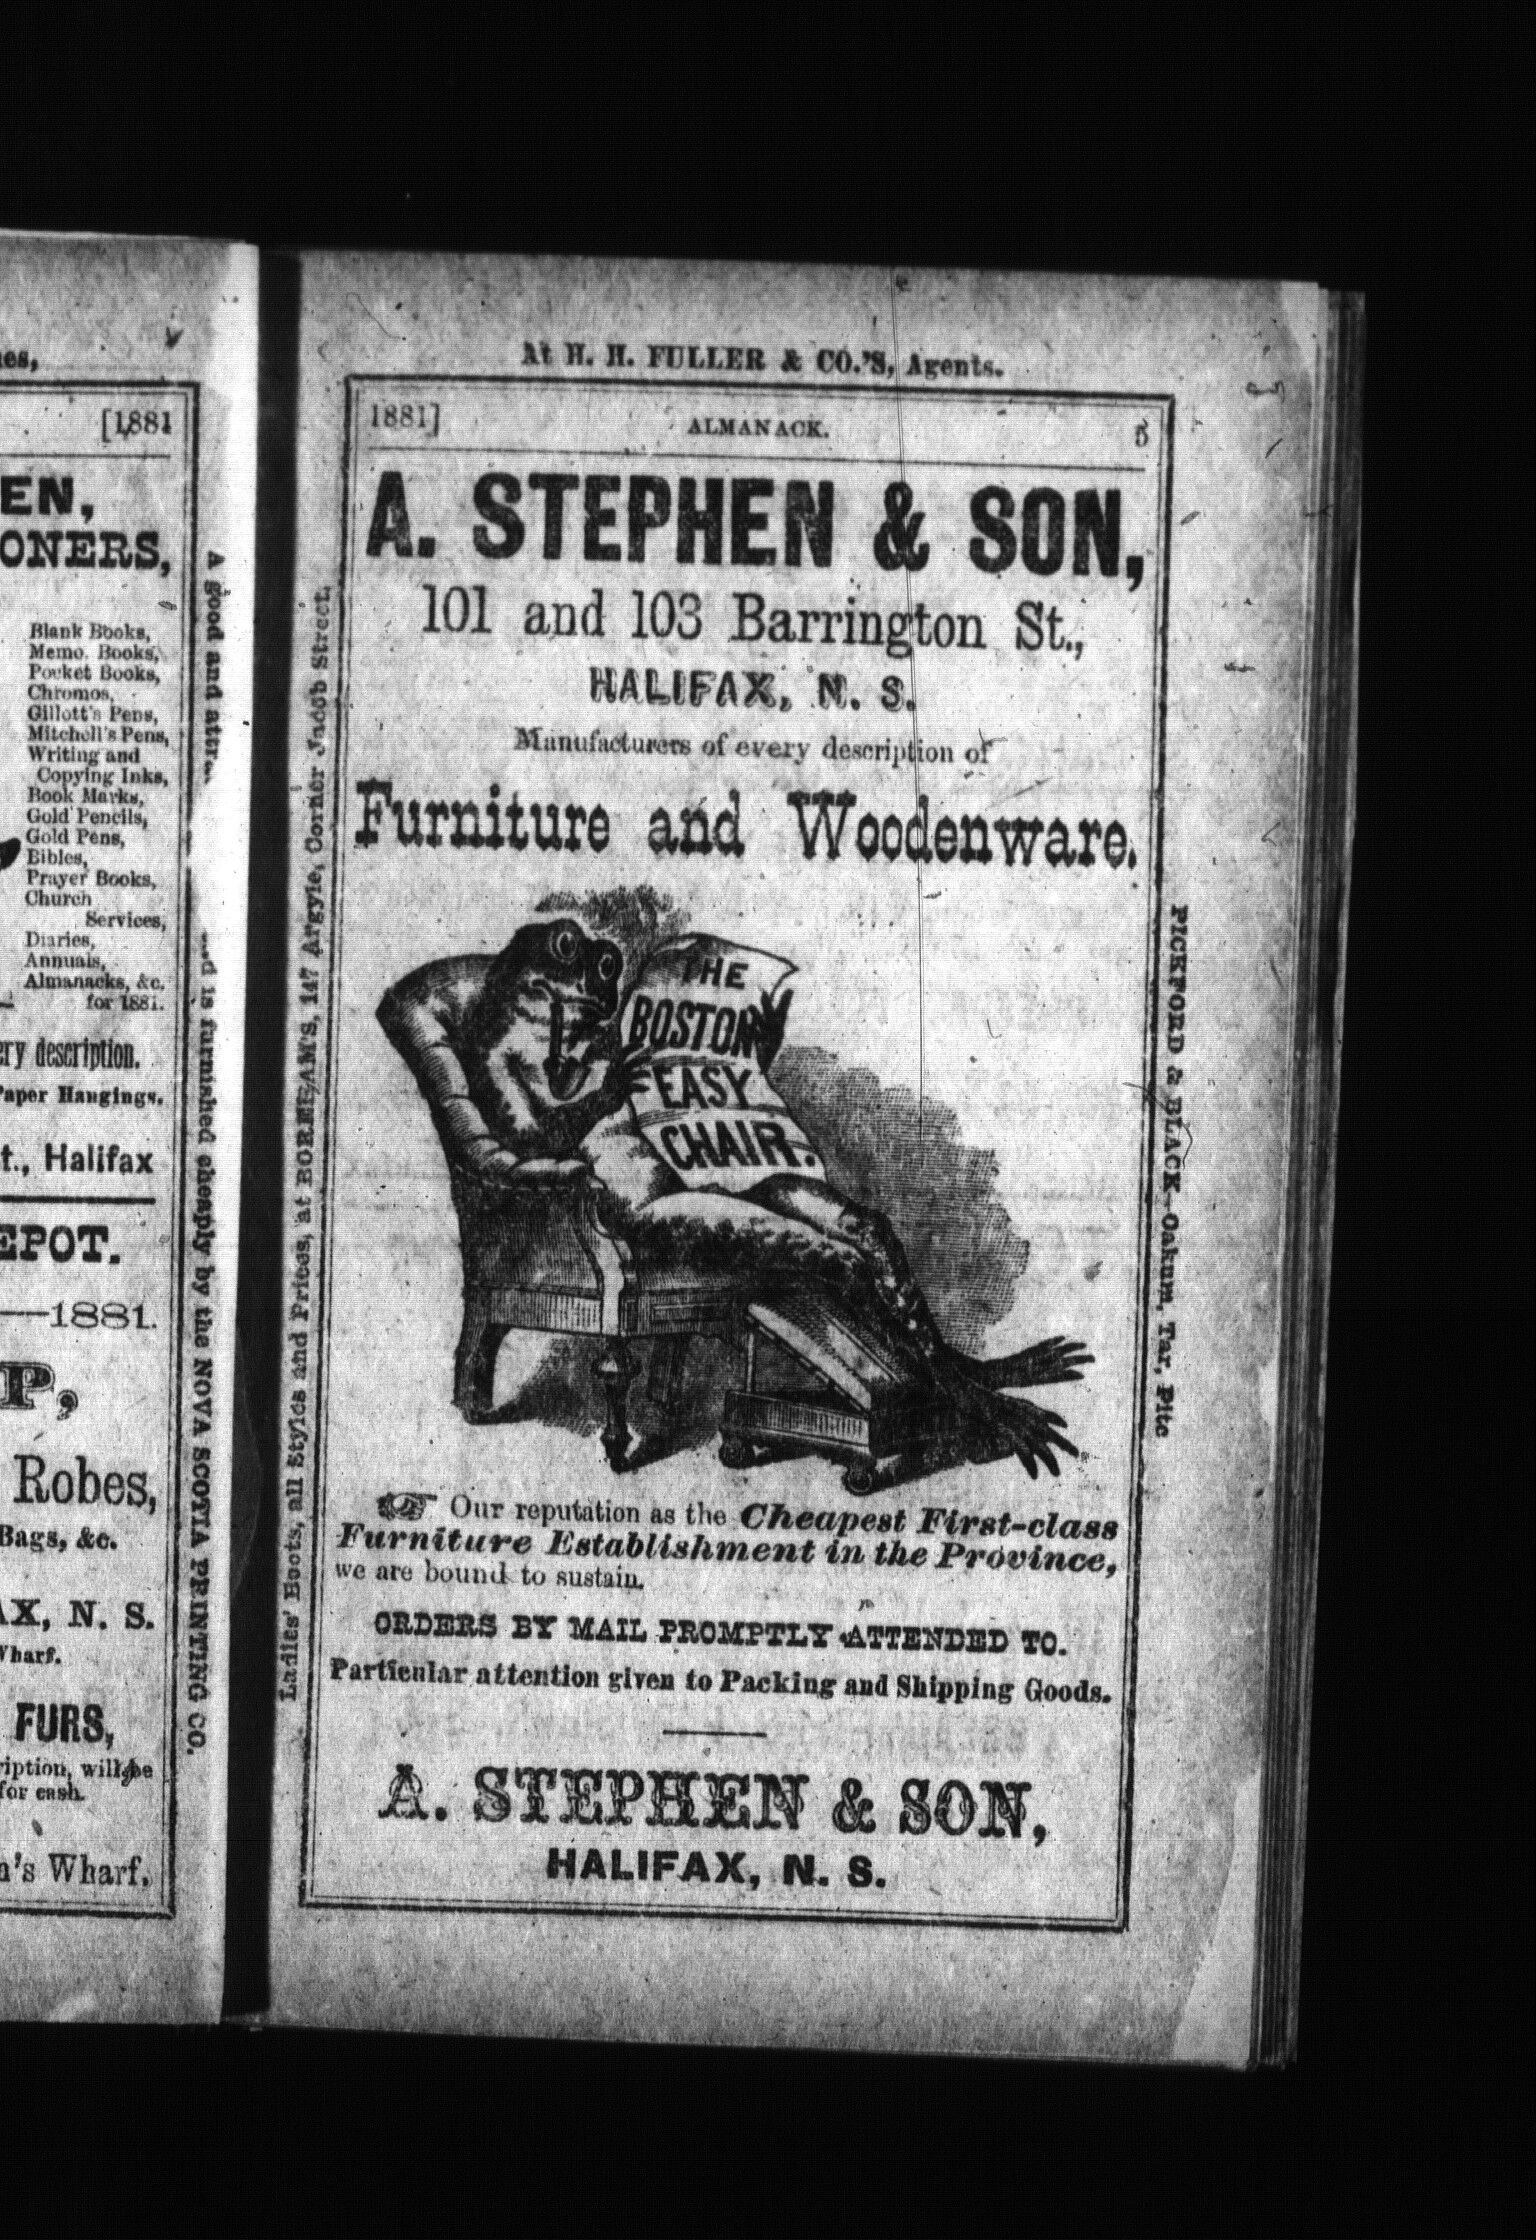 [1881
EN,
ONERS,
Blank Books,
Memo. Books,
Pocket Books,
Chromos,
Gillott's Pens,
Mitchell's Pens,
Writing and
Copying Inks,
Book Marks,
Gold Pencils,
Gold Pens,
Bibles,
Prayer Books,
Church
Services,
Diaries,
Annuals,
Almanacks, &c.
for 1881.
ery description.
Paper Hangings.
t., Halifax
EPOT.
—1881.
P,
Robes,
Bags, &c.
AX, N. S.
Wharf.
FURS,
ription, will be
for cash.
n's Wharf.
A good and
is furnished cheaply by the NOVA SCOTIA PRINTING CO.
Ladies' Boots, all Styles and Prices, at BOREHAM'S, 147 Argyle, Corner Jacob Street.
At H. H. FULLER & CO.'S, Agents.
1881] ALMANACK. 5
A. STEPHEN & SON,
101 and 103 Barrington St.,
HALIFAX, N. S.
Manufacturers of every description of
Furniture and Woodenware.
THE
BOSTON
EASY
CHAIR.
Our reputation as the Cheapest First-class
Furniture Establishment in the Province,
we are bound to sustain.
ORDERS BY MAIL PROMPTLY ATTENDED TO.
Particular attention given to Packing and Shipping Goods.
A. STEPHEN & SON,
HALIFAX, N. S.
PICKFORD & BLACK—Oakum, Tar, Pitc